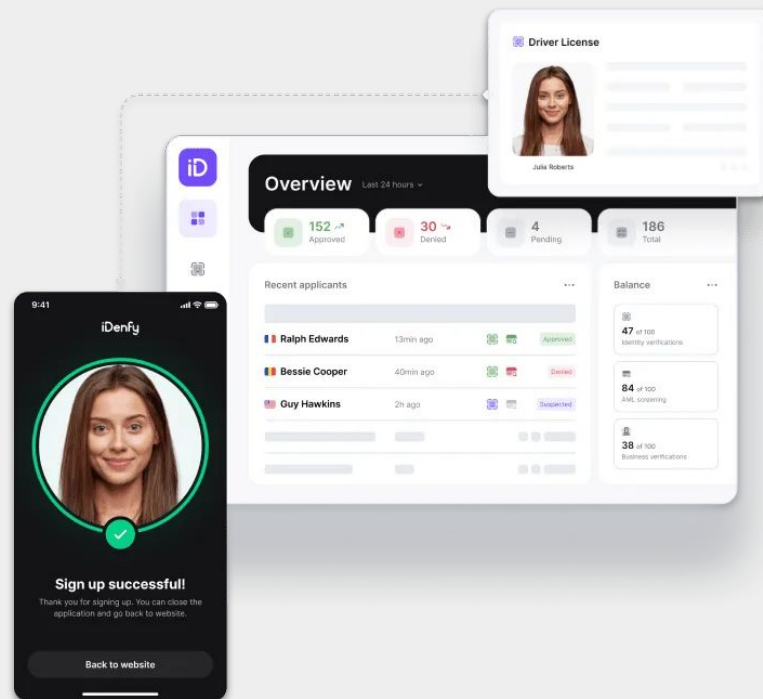 Driver License
Julia Roberts
iD
Overview Last 24 hours
152
Approved
30
Denied
4
Pending
186
Total
Recent applicants
Ralph Edwards 13min ago Approved
Bessie Cooper 40min ago Denied
Guy Hawkins 2h ago Suspected
Balance
47 of 100
Identity verifications
84 of 100
AML screening
38 of 100
Business verifications
9:41
iDenfy
Sign up successful!
Thank you for signing up. You can close the
application and go back to website.
Back to website